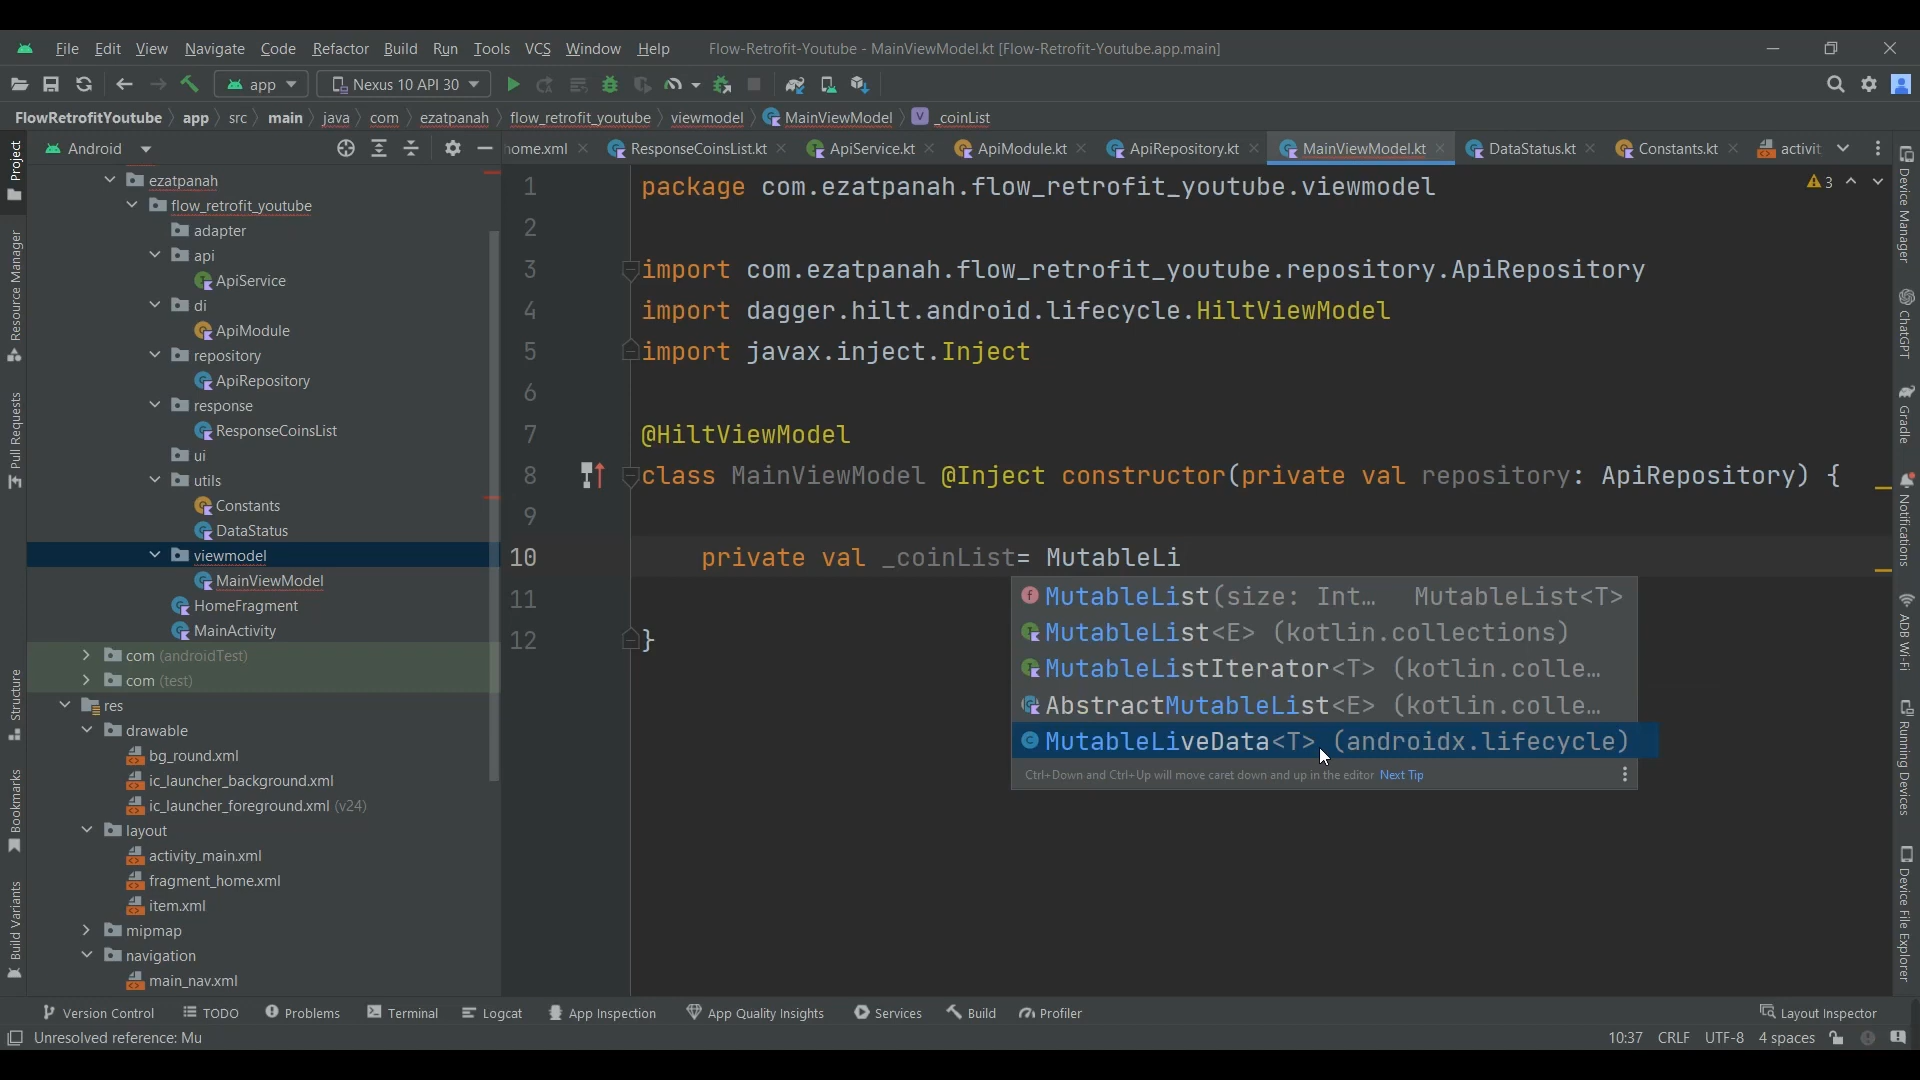 File Edit View Navigate Code Refactor Build Run Tools VCS Window Help Flow-Retrofit-Youtube - MainViewModel.kt [Flow-Retrofit-Youtube.app.main]
app Nexus 10 API 30
FlowRetrofitYoutube app src main java com ezatpanah flow_retrofit_youtube viewmodel MainViewModel _coinList
Android
home.xml ResponseCoinsList.kt ApiService.kt ApiModule.kt ApiRepository.kt MainViewModel.kt DataStatus.kt Constants.kt activit
Project
Resource Manager
Pull Requests
Structure
Bookmarks
Build Variants
ezatpanah
flow_retrofit_youtube
adapter
api
ApiService
di
ApiModule
repository
ApiRepository
response
ResponseCoinsList
ui
utils
Constants
DataStatus
viewmodel
MainViewModel
HomeFragment
MainActivity
com (androidTest)
com (test)
res
drawable
bg_round.xml
ic_launcher_background.xml
ic_launcher_foreground.xml (v24)
layout
activity_main.xml
fragment_home.xml
item.xml
mipmap
navigation
main_nav.xml
3
1 package com.ezatpanah.flow_retrofit_youtube.viewmodel
2
3 import com.ezatpanah.flow_retrofit_youtube.repository.ApiRepository
4 import dagger.hilt.android.lifecycle.HiltViewModel
5 import javax.inject.Inject
6
7 @HiltViewModel
8 class MainViewModel @Inject constructor(private val repository: ApiRepository) {
9
10 private val _coinList= MutableLi
11
12 }
MutableList(size: Int… MutableList<T>
MutableList<E> (kotlin.collections)
MutableListIterator<T> (kotlin.colle…
AbstractMutableList<E> (kotlin.colle…
MutableLiveData<T> (androidx.lifecycle)
Ctrl+Down and Ctrl+Up will move caret down and up in the editor Next Tip
Device Manager
ChatGPT
Gradle
Notifications
ADB Wi-Fi
Running Devices
Device File Explorer
Version Control TODO Problems Terminal Logcat App Inspection App Quality Insights Services Build Profiler Layout Inspector
Unresolved reference: Mu 10:37 CRLF UTF-8 4 spaces